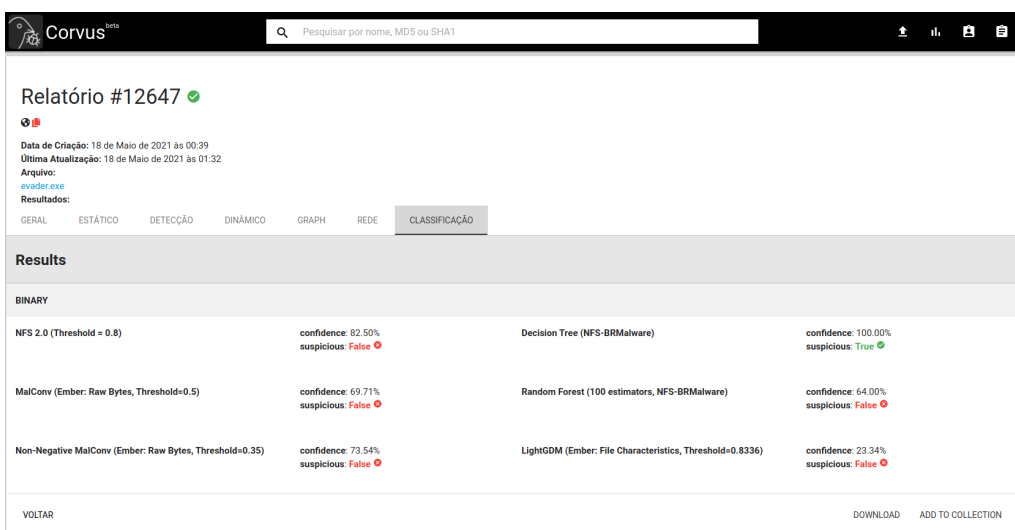 Corvus beta
Pesquisar por nome, MD5 ou SHA1
Relatório #12647
Data de Criação: 18 de Maio de 2021 às 00:39
Última Atualização: 18 de Maio de 2021 às 01:32
Arquivo:
evader.exe
Resultados:
GERAL ESTÁTICO DETECÇÃO DINÂMICO GRAPH REDE CLASSIFICAÇÃO
Results
BINARY
NFS 2.0 (Threshold = 0.8) confidence: 82.50% Decision Tree (NFS-BRMalware) confidence: 100.00%
suspicious: False suspicious: True
MalConv (Ember: Raw Bytes, Threshold=0.5) confidence: 69.71% Random Forest (100 estimators, NFS-BRMalware) confidence: 64.00%
suspicious: False suspicious: False
Non-Negative MalConv (Ember: Raw Bytes, Threshold=0.35) confidence: 73.54% LightGDM (Ember: File Characteristics, Threshold=0.8336) confidence: 23.34%
suspicious: False suspicious: False
VOLTAR DOWNLOAD ADD TO COLLECTION